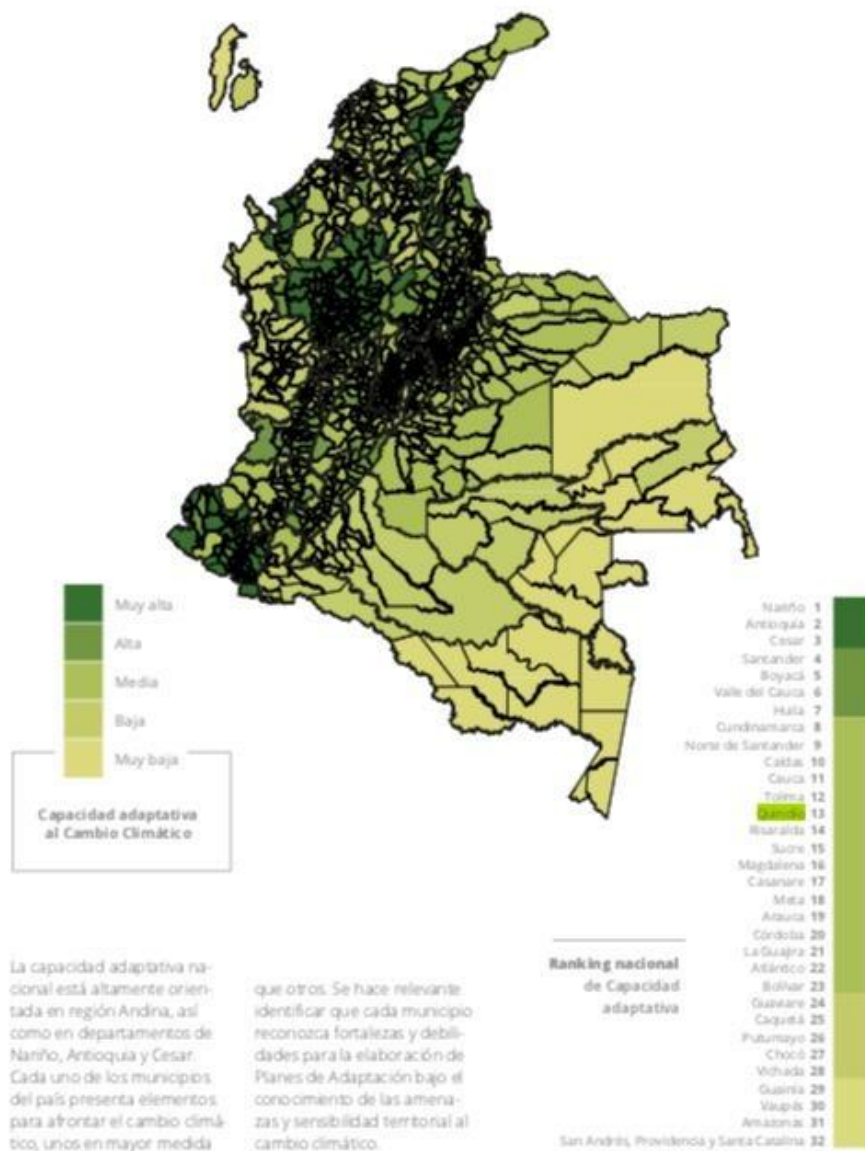 Muy alta
Alta
Media
Baja
Muy baja
Capacidad adaptativa
al Cambio Climático
La capacidad adaptativa na-
cional está altamente orien-
tada en región Andina, así
como en departamentos de
Nariño, Antioquia y Cesar.
Cada uno de los municipios
del país presenta elementos
para afrontar el cambio climá-
tico, unos en mayor medida
que otros. Se hace relevante
identificar que cada municipio
reconozca fortalezas y debili-
dades para la elaboración de
Planes de Adaptación bajo el
conocimiento de las amena-
zas y sensibilidad territorial al
cambio climático.
Ranking nacional
de Capacidad
adaptativa
Nariño 1
Antioquia 2
Cesar 3
Santander 4
Boyacá 5
Valle del Cauca 6
Huila 7
Cundinamarca 8
Norte de Santander 9
Caldas 10
Cauca 11
Tolima 12
Quindío 13
Risaralda 14
Sucre 15
Magdalena 16
Casanare 17
Meta 18
Arauca 19
Córdoba 20
La Guajira 21
Atlántico 22
Bolívar 23
Guaviare 24
Caquetá 25
Putumayo 26
Chocó 27
Vichada 28
Guainía 29
Vaupés 30
Amazonas 31
San Andrés, Providencia y Santa Catalina 32